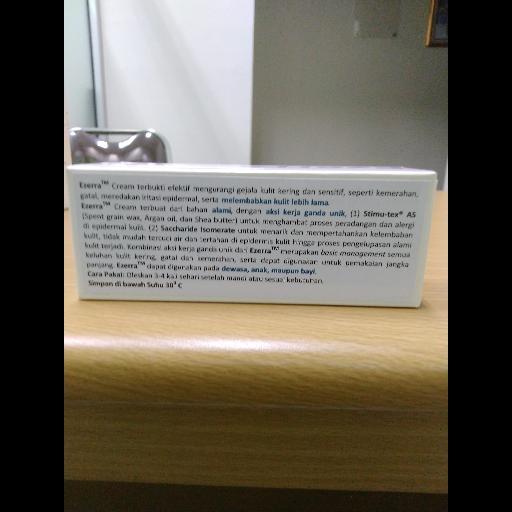 Ezerra™ Cream terbukti efektif mengurangi gejala kulit kering dan sensitif, seperti kemerahan,
gatal, meredakan iritasi epidermal, serta melembabkan kulit lebih lama.
Ezerra™ Cream terbuat dari bahan alami, dengan aksi kerja ganda unik, (1) Stimu-tex® AS
(Spent grain wax, Argan oil, dan Shea butter) untuk menghambat proses peradangan dan alergi
di epidermis kulit. (2) Saccharide Isomerate untuk menarik dan mempertahankan kelembaban
kulit, tidak mudah tercuci air dan bertahan di epidermis kulit hingga proses pengelupasan alami
kulit terjadi. Kombinasi aksi kerja ganda unik dari Ezerra™ merupakan basic management semua
keluhan kulit kering, gatal dan kemerahan, serta dapat digunakan untuk pemakaian jangka
panjang. Ezerra™ dapat digunakan pada dewasa, anak, maupun bayi.
Cara Pakai: Oleskan 3-4 kali sehari setelah mandi atau sesuai kebutuhan.
Simpan di bawah Suhu 30° C